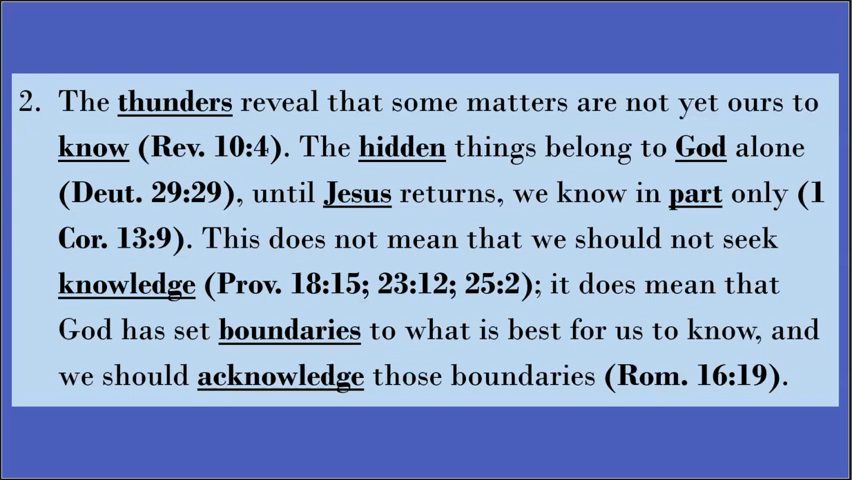 2. The thunders reveal that some matters are not yet ours to
know (Rev. 10:4). The hidden things belong to God alone
(Deut. 29:29), until Jesus returns, we know in part only (1
Cor. 13:9). This does not mean that we should not seek
knowledge (Prov. 18:15; 23:12; 25:2); it does mean that
God has set boundaries to what is best for us to know, and
we should acknowledge those boundaries (Rom. 16:19).